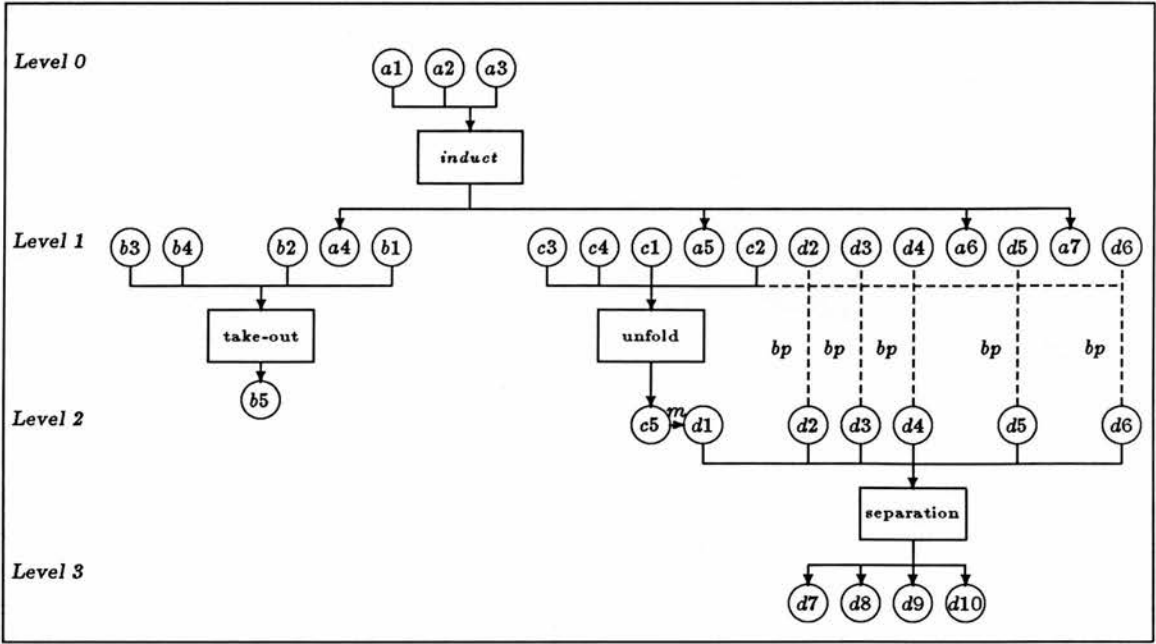 Level 0
a1 a2 a3
induct
Level 1
b3 b4 b2 a4 b1 c3 c4 c1 a5 c2 d2 d3 d4 a6 d5 a7 d6
take-out unfold bp bp bp bp bp
b5
Level 2
c5 m d1 d2 d3 d4 d5 d6
separation
Level 3
d7 d8 d9 d10